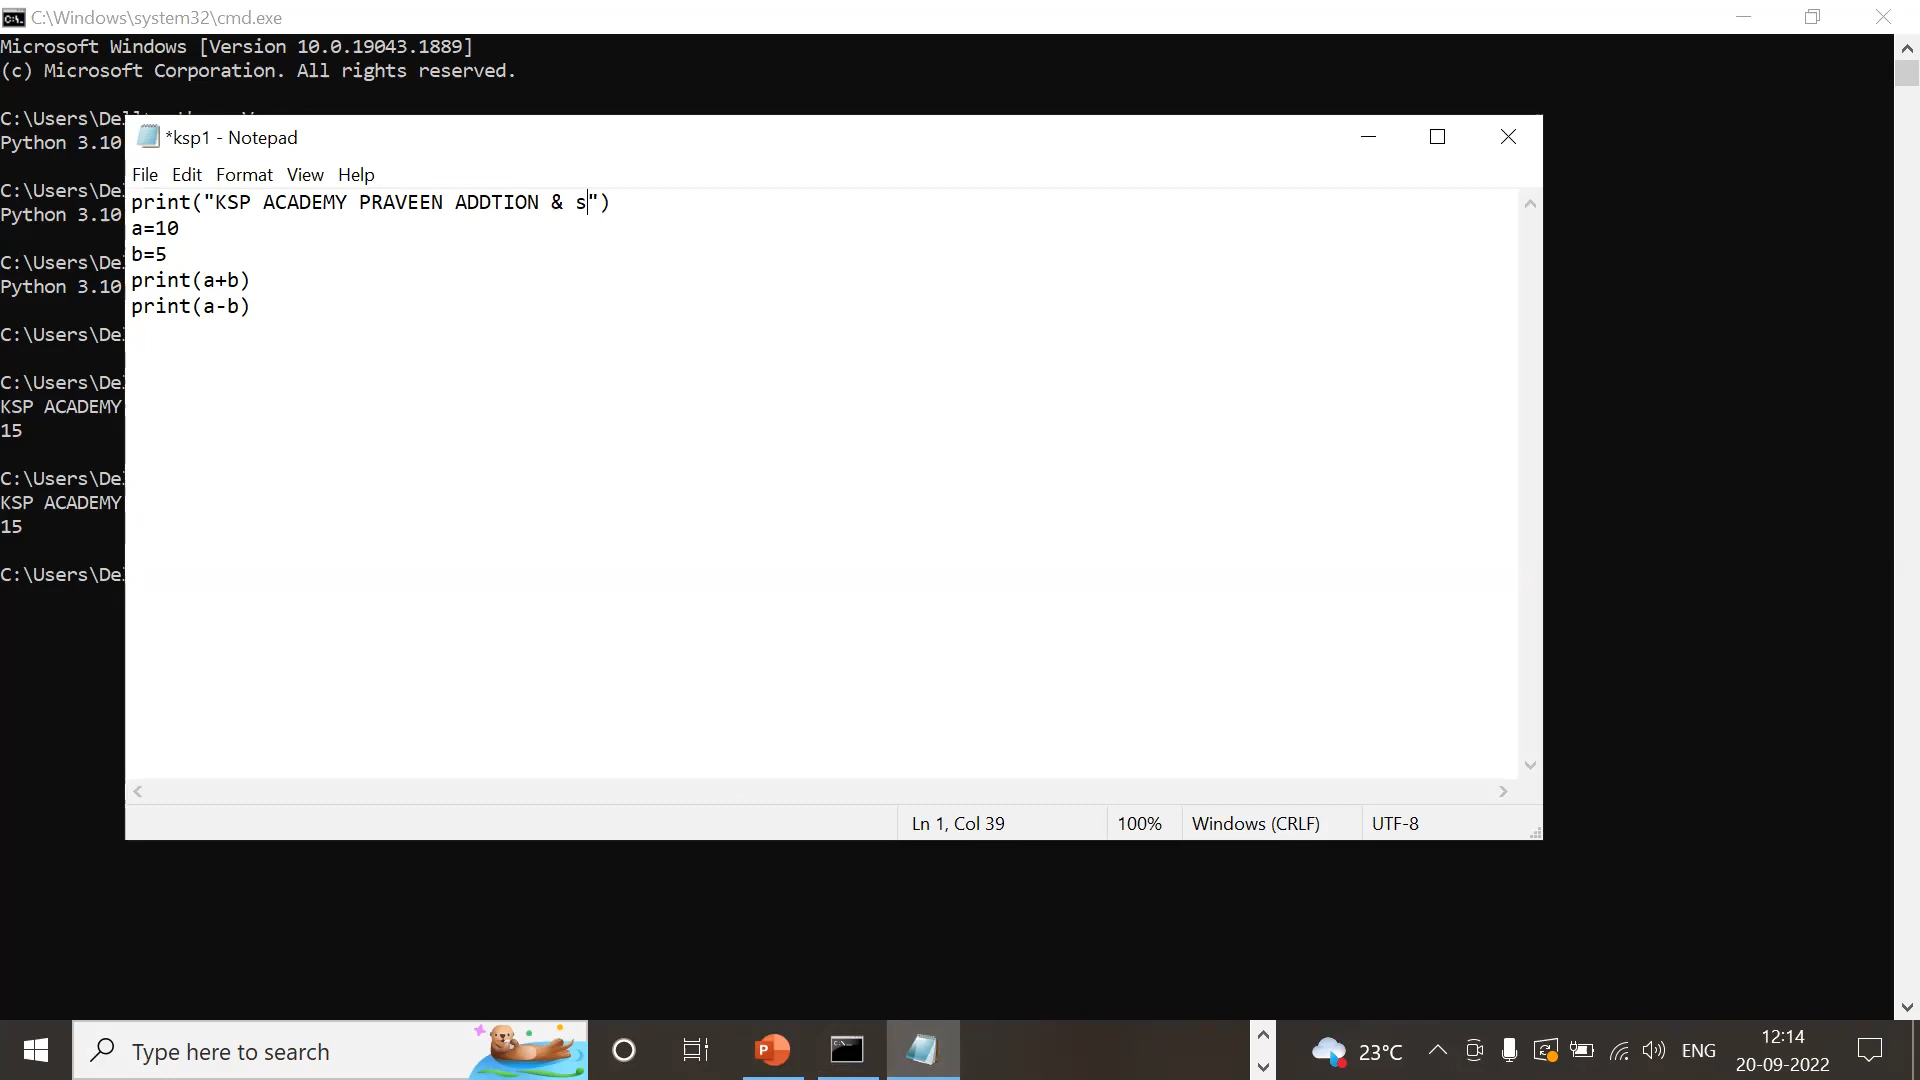 C:\Windows\system32\cmd.exe
Microsoft Windows [Version 10.0.19043.1889]
(c) Microsoft Corporation. All rights reserved.
C:\Users\De
Python 3.10
C:\Users\De
Python 3.10
C:\Users\De
Python 3.10
C:\Users\De
C:\Users\De
KSP ACADEMY
15
C:\Users\De
KSP ACADEMY
15
C:\Users\De
*ksp1 - Notepad
File Edit Format View Help
print("KSP ACADEMY PRAVEEN ADDTION & s")
a=10
b=5
print(a+b)
print(a-b)
Ln 1, Col 39
100%
Windows (CRLF)
UTF-8
Type here to search
23°C
ENG
12:14
20-09-2022